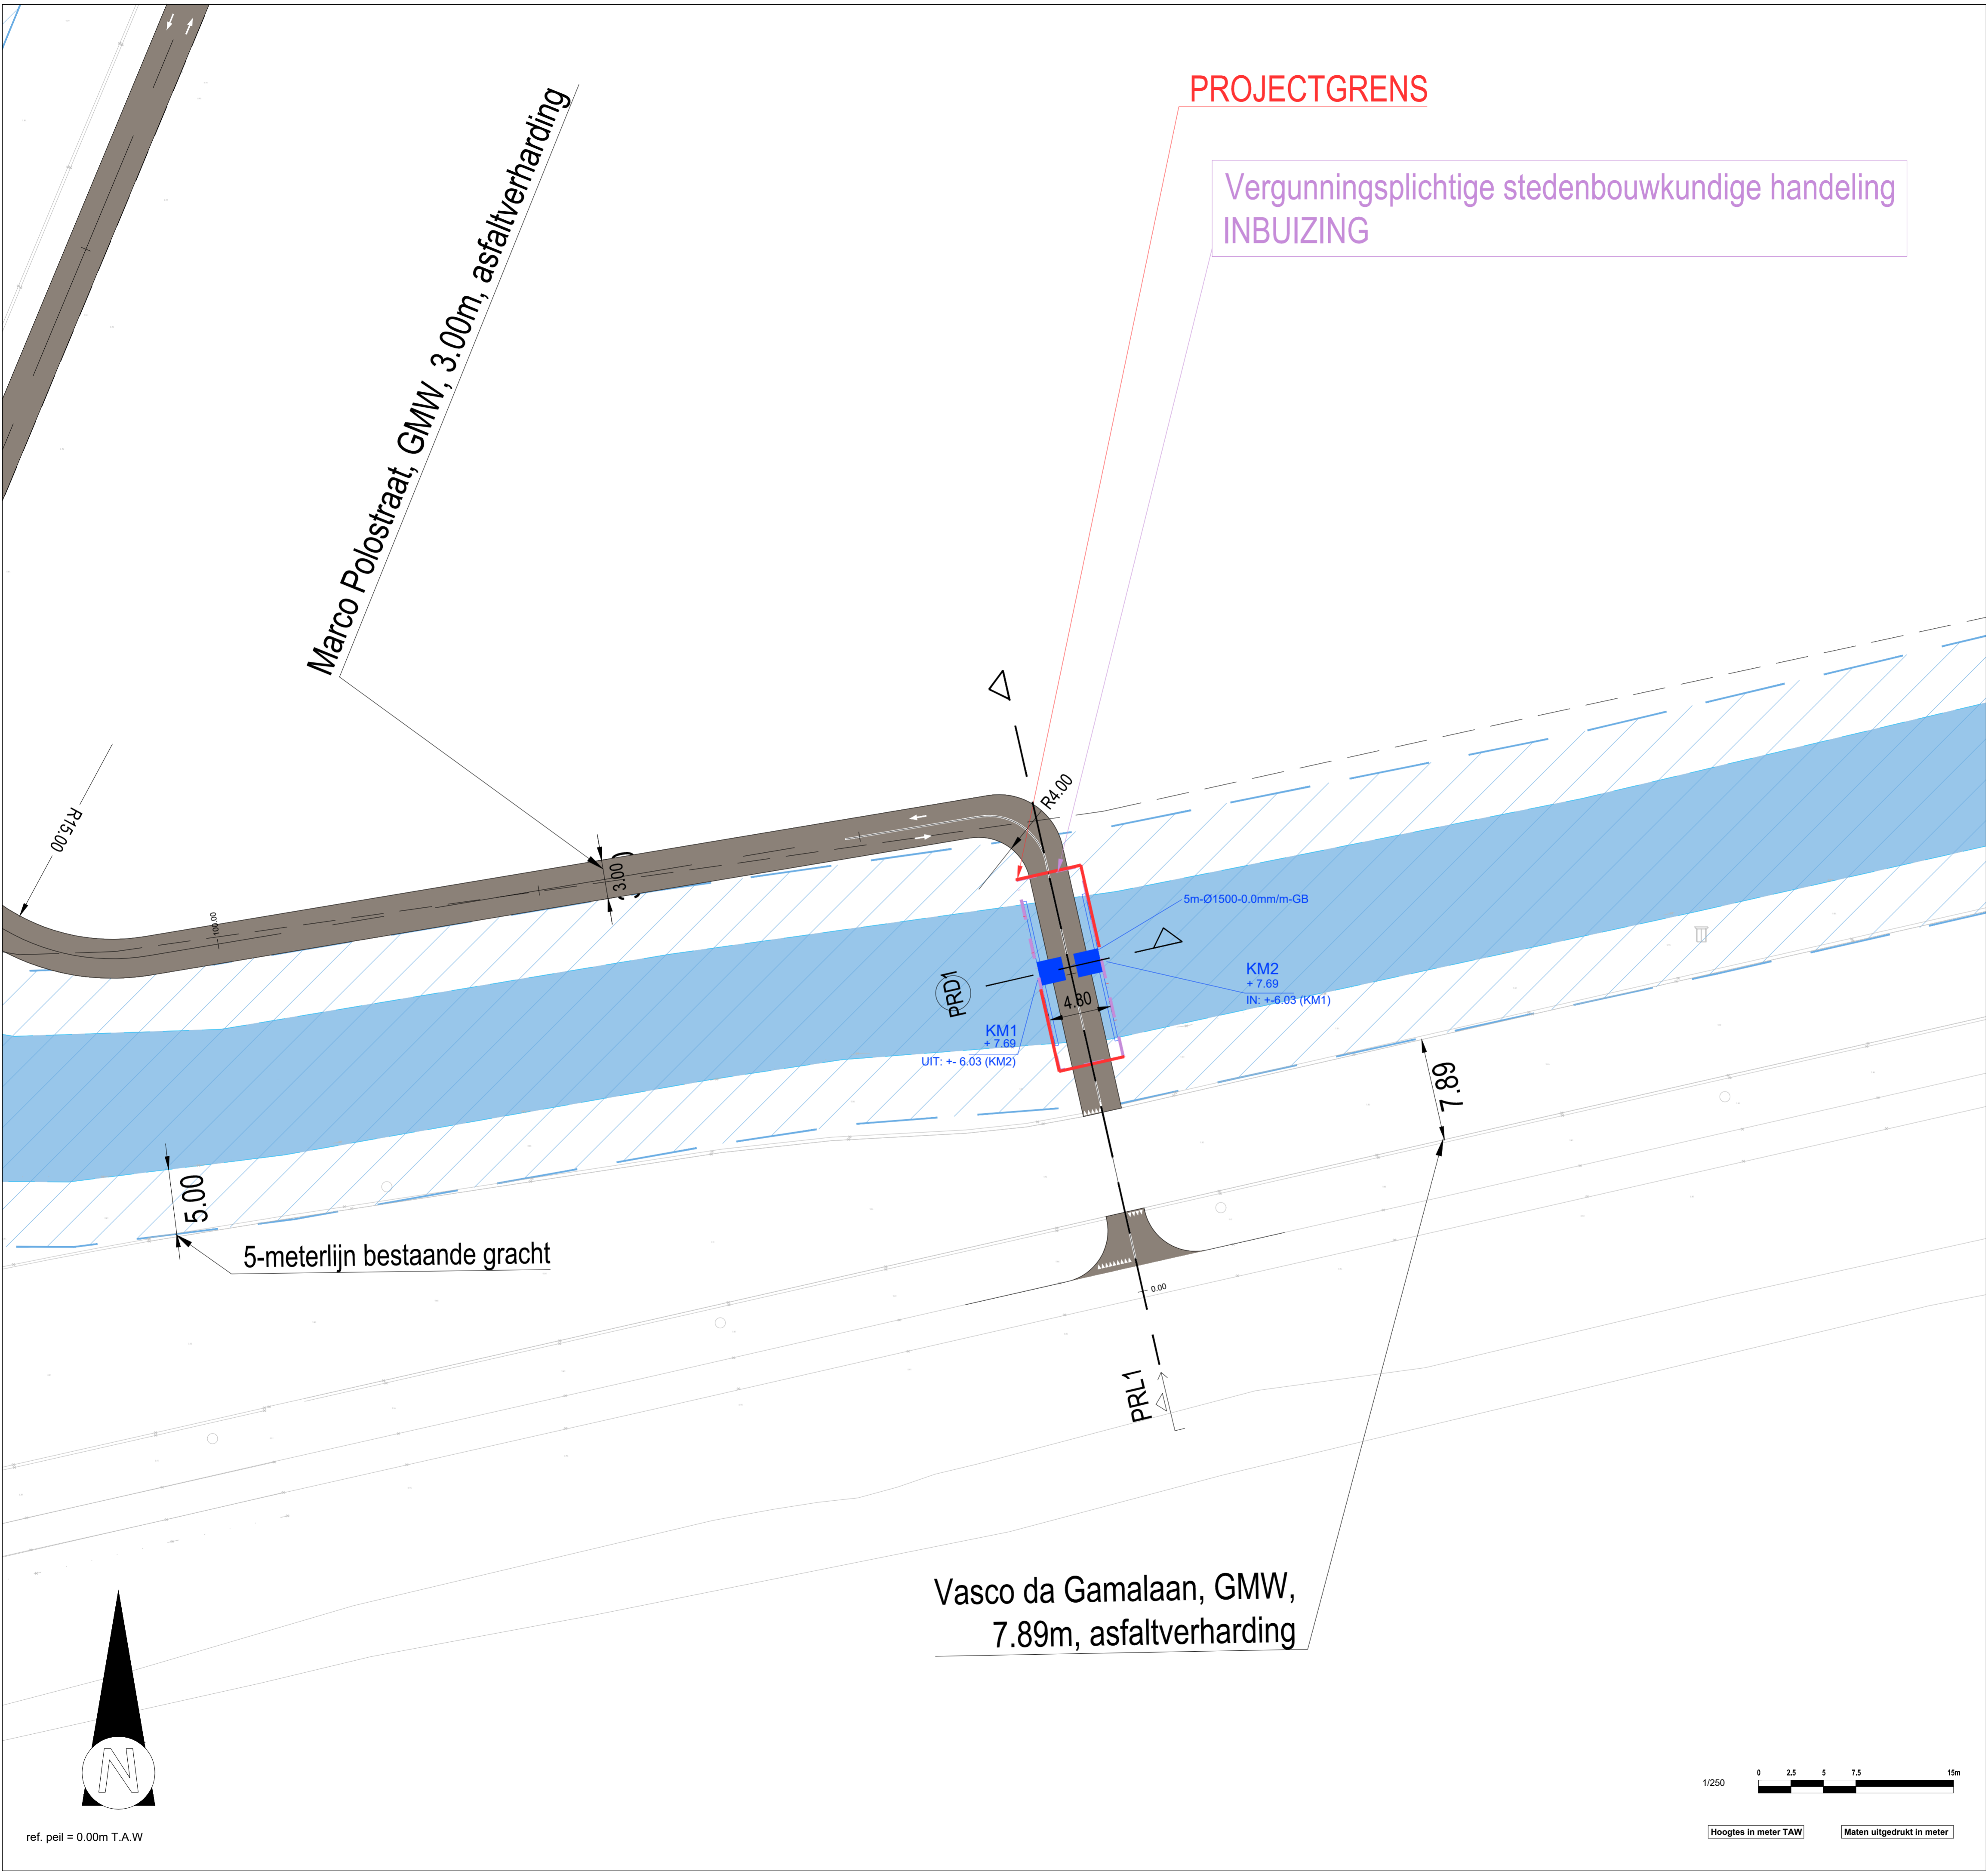 PROJECTGRENS
Vergunningsplichtige stedenbouwkundige handeling
INBUIZING
Marco Polostraat, GMW, 3.00m, asfaltverharding
R15.00
R4.00
3.00
100.00
5m-Ø1500-0.0mm/m-GB
KM2
+ 7.69
IN: +-6.03 (KM1)
PRD1
4.80
KM1
+ 7.69
UIT: +- 6.03 (KM2)
7.89
5.00
5-meterlijn bestaande gracht
0.00
PRL1
Vasco da Gamalaan, GMW,
7.89m, asfaltverharding
N
ref. peil = 0.00m T.A.W
1/250
0 2.5 5 7.5 15m
Hoogtes in meter TAW
Maten uitgedrukt in meter